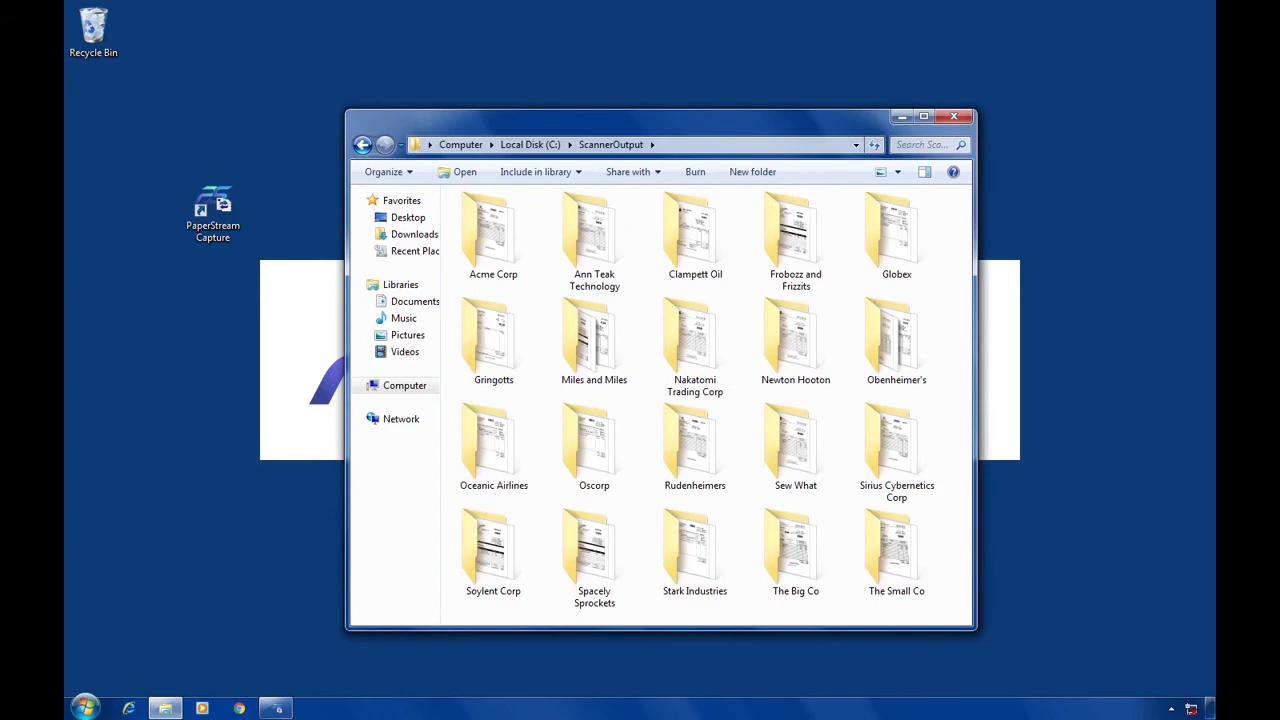 Recycle Bin
PaperStream
Capture
Computer
Local Disk (C:)
ScannerOutput
Search Sca...
Organize
Open
Include in library
Share with
Burn
New folder
Favorites
Desktop
Downloads
Recent Plac
Libraries
Documents
Music
Pictures
Videos
Computer
Network
Acme Corp
Ann Teak
Technology
Clampett Oil
Frobozz and
Frizzits
Globex
Gringotts
Miles and Miles
Nakatomi
Trading Corp
Newton Hooton
Obenheimer's
Oceanic Airlines
Oscorp
Rudenheimers
Sew What
Sirius Cybernetics
Corp
Soylent Corp
Spacely
Sprockets
Stark Industries
The Big Co
The Small Co